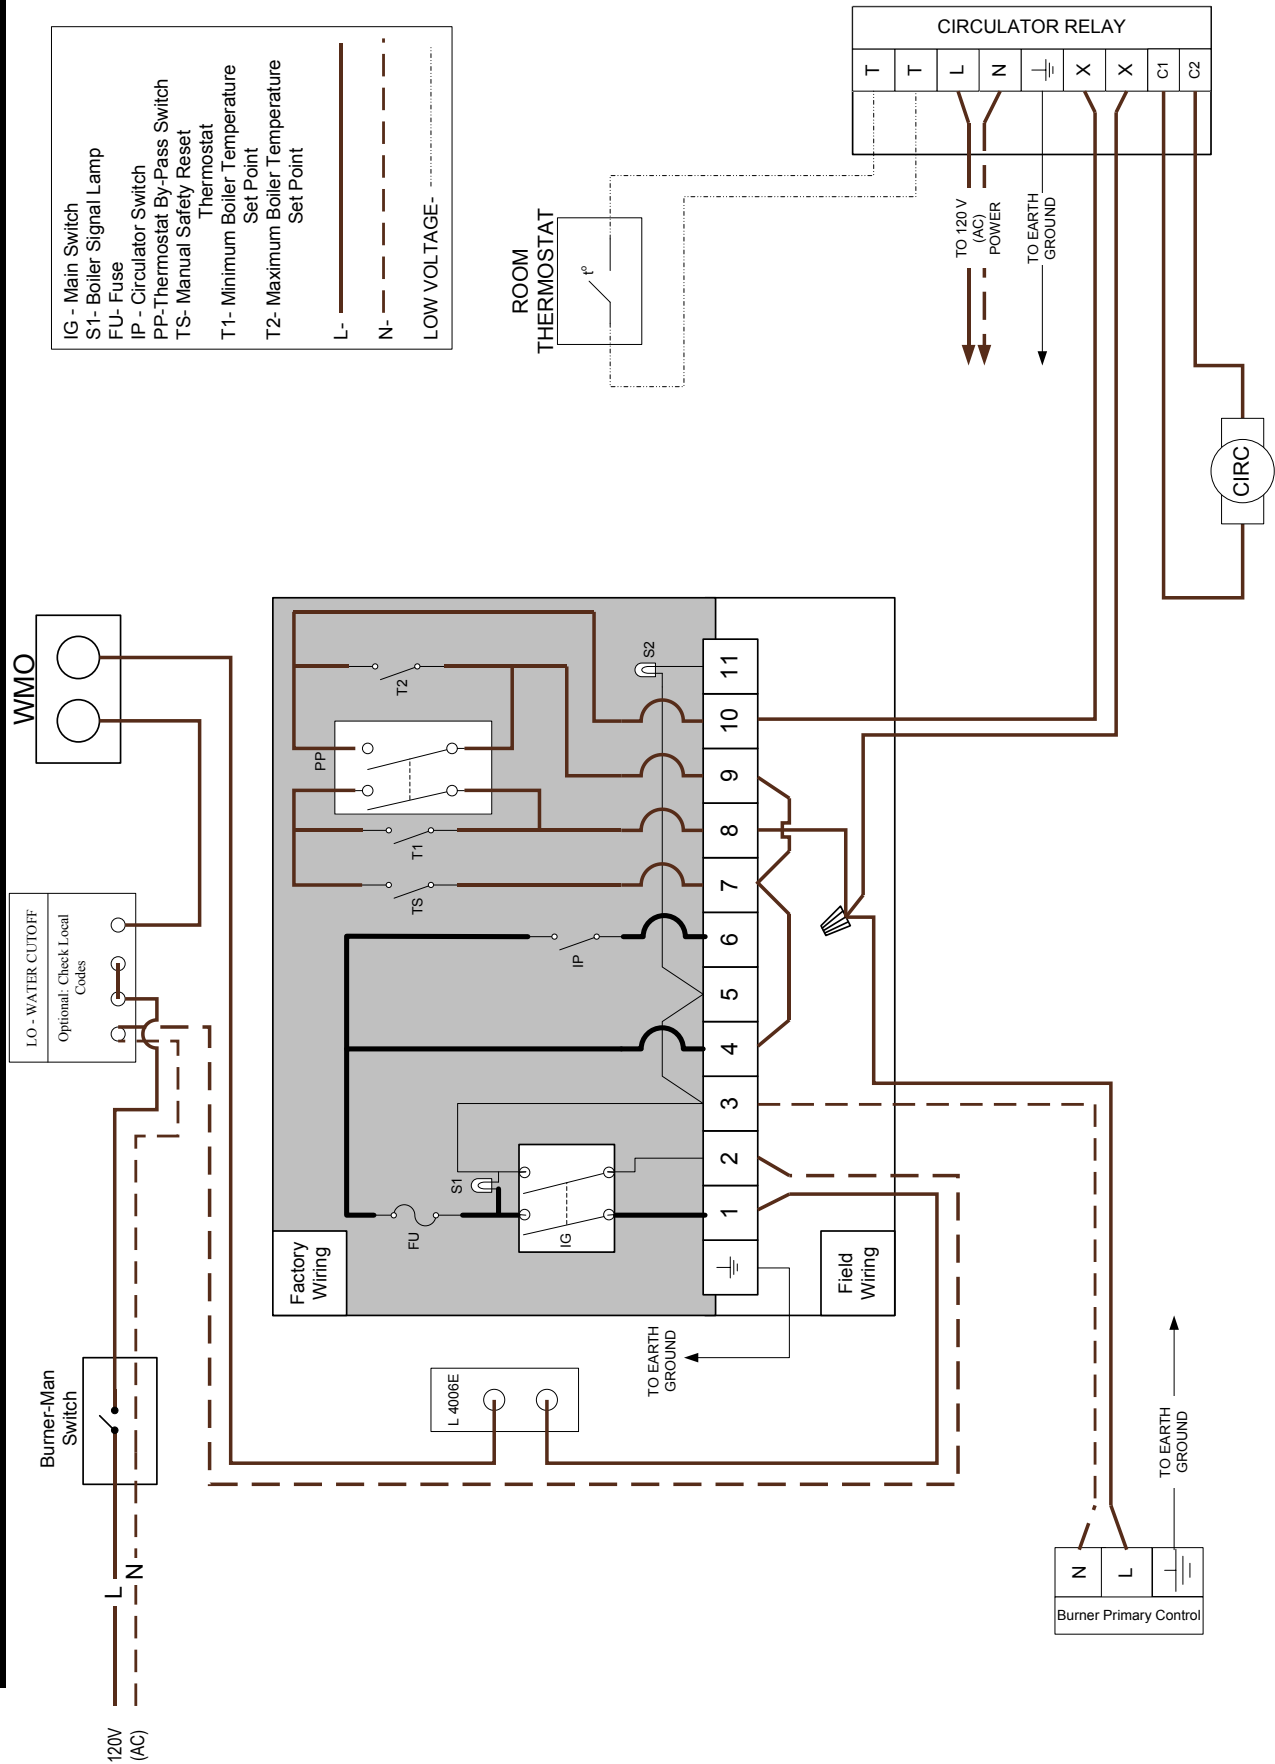 IG - Main Switch
S1- Boiler Signal Lamp
FU- Fuse
IP - Circulator Switch
PP-Thermostat By-Pass Switch
TS- Manual Safety Reset
Thermostat
T1- Minimum Boiler Temperature
Set Point
T2- Maximum Boiler Temperature
Set Point
L-
N-
LOW VOLTAGE-
CIRCULATOR RELAY
T
T
L
N
X
X
C1
C2
TO 120 V
(AC)
POWER
TO EARTH
GROUND
ROOM
THERMOSTAT
t°
CIRC
WMO
LO - WATER CUTOFF
Optional: Check Local
Codes
Burner-Man
Switch
L
N
120V
(AC)
L 4006E
Factory
Wiring
FU
S1
IG
IP
TS
T1
PP
T2
S2
1
2
3
4
5
6
7
8
9
10
11
Field
Wiring
TO EARTH
GROUND
TO EARTH
GROUND
N
L
Burner Primary Control